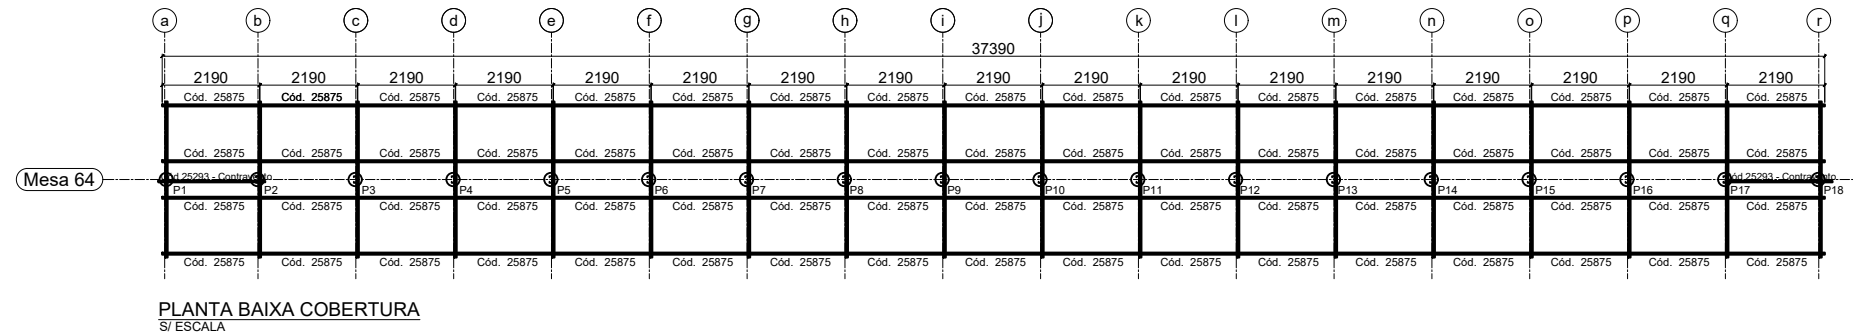 a b c d e f g h i j k l m n o p q r
37390
2190 2190 2190 2190 2190 2190 2190 2190 2190 2190 2190 2190 2190 2190 2190 2190 2190
Cód. 25875 Cód. 25875 Cód. 25875 Cód. 25875 Cód. 25875 Cód. 25875 Cód. 25875 Cód. 25875 Cód. 25875 Cód. 25875 Cód. 25875 Cód. 25875 Cód. 25875 Cód. 25875 Cód. 25875 Cód. 25875 Cód. 25875
Cód. 25875 Cód. 25875 Cód. 25875 Cód. 25875 Cód. 25875 Cód. 25875 Cód. 25875 Cód. 25875 Cód. 25875 Cód. 25875 Cód. 25875 Cód. 25875 Cód. 25875 Cód. 25875 Cód. 25875 Cód. 25875 Cód. 25875
Mesa 64 Cód 25293 - Contravento Cód 25293 - Contravento
P1 P2 P3 P4 P5 P6 P7 P8 P9 P10 P11 P12 P13 P14 P15 P16 P17 P18
Cód. 25875 Cód. 25875 Cód. 25875 Cód. 25875 Cód. 25875 Cód. 25875 Cód. 25875 Cód. 25875 Cód. 25875 Cód. 25875 Cód. 25875 Cód. 25875 Cód. 25875 Cód. 25875 Cód. 25875 Cód. 25875 Cód. 25875
Cód. 25875 Cód. 25875 Cód. 25875 Cód. 25875 Cód. 25875 Cód. 25875 Cód. 25875 Cód. 25875 Cód. 25875 Cód. 25875 Cód. 25875 Cód. 25875 Cód. 25875 Cód. 25875 Cód. 25875 Cód. 25875 Cód. 25875
PLANTA BAIXA COBERTURA
S/ ESCALA